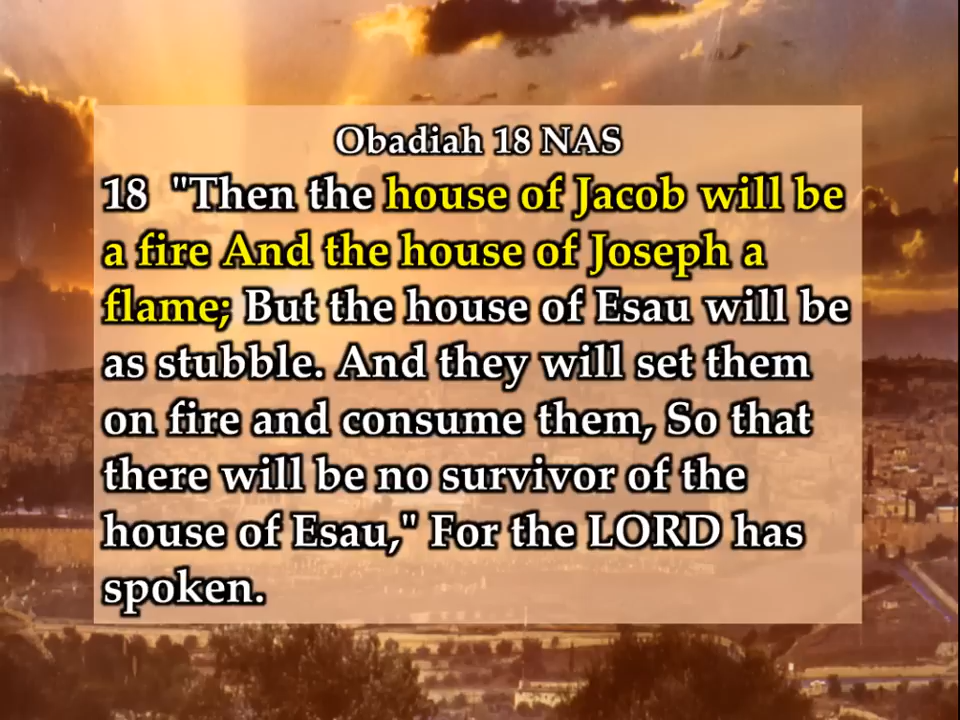 Obadiah 18 NAS
18 "Then the house of Jacob will be
a fire And the house of Joseph a
flame; But the house of Esau will be
as stubble. And they will set them
on fire and consume them, So that
there will be no survivor of the
house of Esau," For the LORD has
spoken.